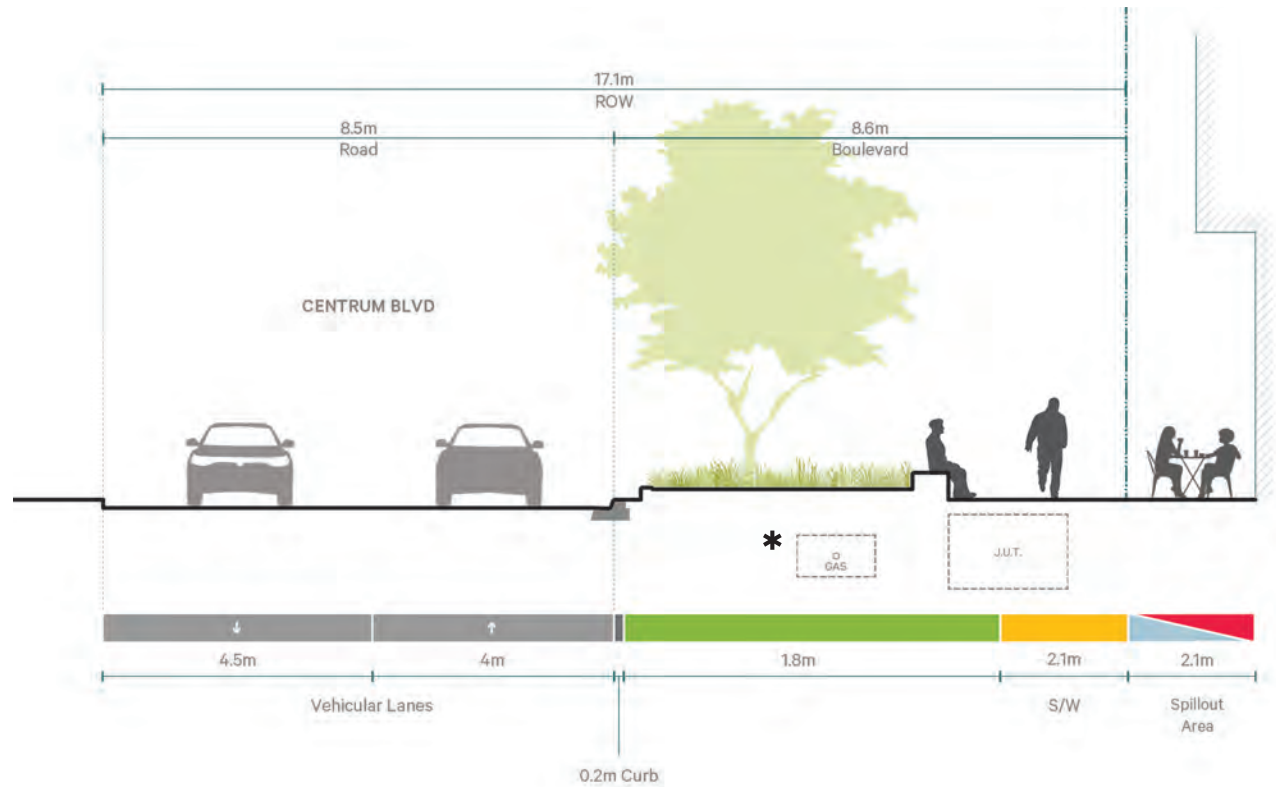 17.1m
ROW
8.5m
Road
8.6m
Boulevard
CENTRUM BLVD
*
GAS
J.U.T.
4.5m
4m
1.8m
2.1m
2.1m
Vehicular Lanes
S/W
Spillout
Area
0.2m Curb